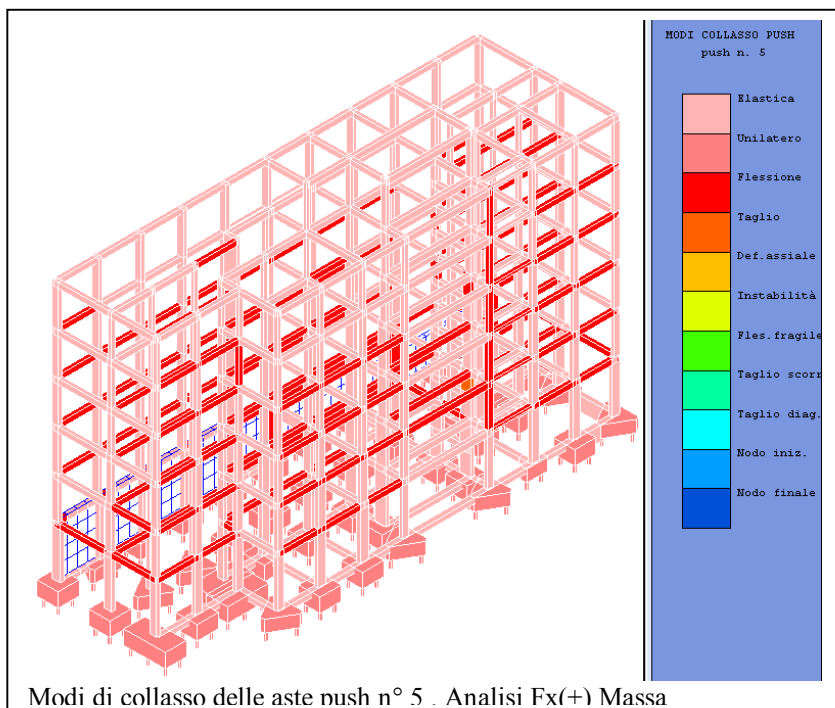 MODI COLLASSO PUSH
push n. 5
Elastica
Unilatero
Flessione
Taglio
Def.assiale
Instabilità
Fles.fragile
Taglio scorr
Taglio diag.
Nodo iniz.
Nodo finale
Modi di collasso delle aste push n° 5 . Analisi Fx(+) Massa